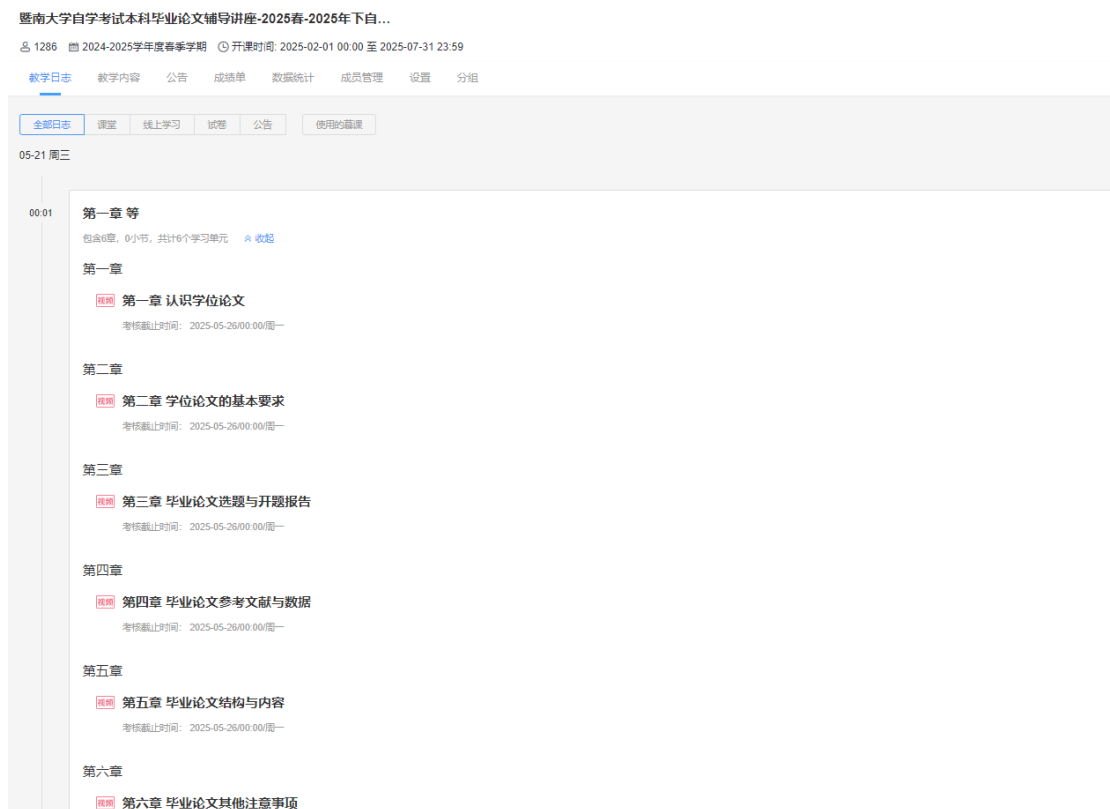 暨南大学自学考试本科毕业论文辅导讲座-2025春-2025年下自...
1286 2024-2025学年度春季学期 开课时间: 2025-02-01 00:00 至 2025-07-31 23:59
教学日志 教学内容 公告 成绩单 数据统计 成员管理 设置 分组
全部日志 课堂 线上学习 试卷 公告 使用的慕课
05-21 周三
00:01 第一章 等
包含6章, 0小节, 共计6个学习单元 收起
第一章
视频 第一章 认识学位论文
考核截止时间: 2025-05-26/00:00/周一
第二章
视频 第二章 学位论文的基本要求
考核截止时间: 2025-05-26/00:00/周一
第三章
视频 第三章 毕业论文选题与开题报告
考核截止时间: 2025-05-26/00:00/周一
第四章
视频 第四章 毕业论文参考文献与数据
考核截止时间: 2025-05-26/00:00/周一
第五章
视频 第五章 毕业论文结构与内容
考核截止时间: 2025-05-26/00:00/周一
第六章
视频 第六章 毕业论文其他注意事项